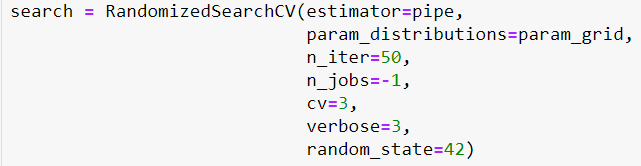 search = RandomizedSearchCV(estimator=pipe,
                            param_distributions=param_grid,
                            n_iter=50,
                            n_jobs=-1,
                            cv=3,
                            verbose=3,
                            random_state=42)